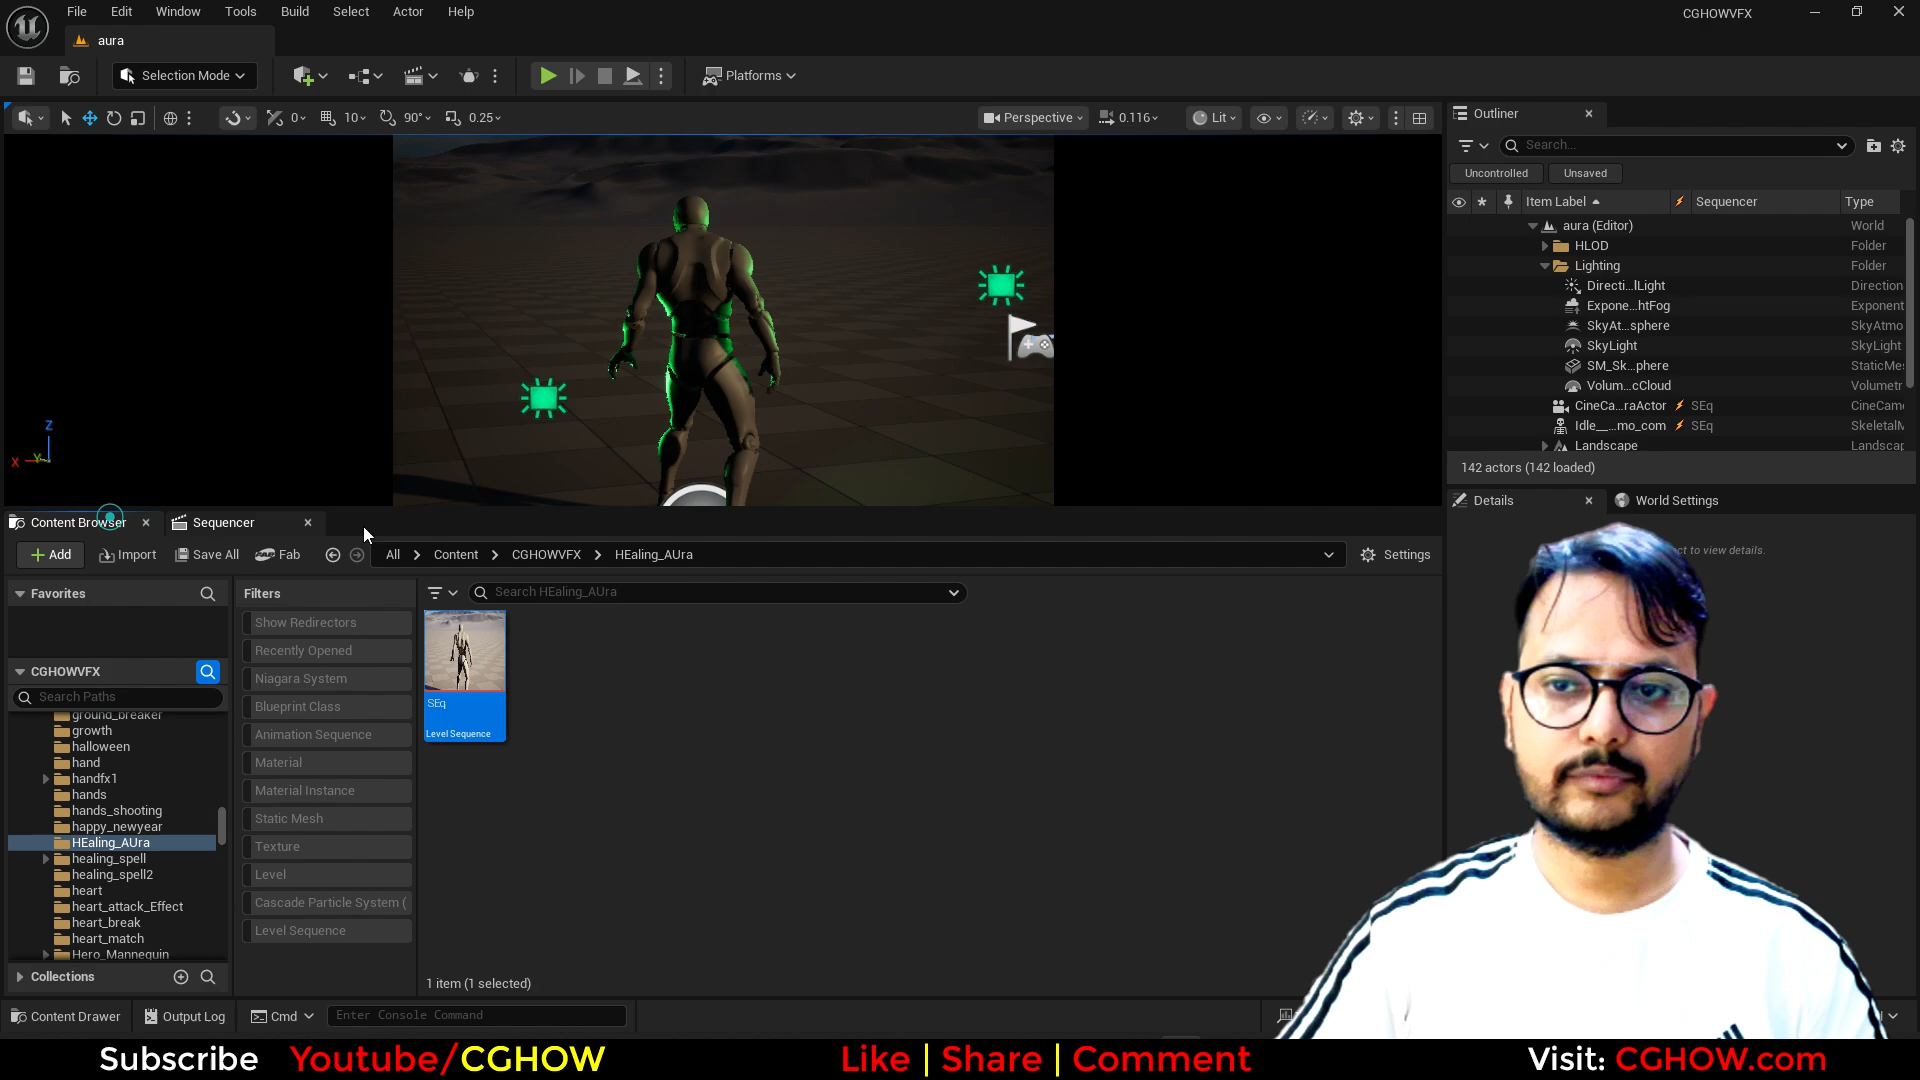 File Edit Window Tools Build Select Actor Help
CGHOWVFX
aura
Selection Mode
Platforms
0
10
90°
0.25
Perspective
0.116
Lit
Outliner
Search...
Uncontrolled
Unsaved
Item Label
Sequencer
Type
aura (Editor)
World
HLOD
Folder
Lighting
Folder
Directi...lLight
Direction
Expone...htFog
Exponent
SkyAt...sphere
SkyAtmo
SkyLight
SkyLight
SM_Sk...phere
StaticMe
Volum...cCloud
Volumetr
CineCa...raActor
SEq
CineCame
Idle__...mo_com
SEq
SkeletalM
Landscape
Landscap
142 actors (142 loaded)
Z
X
Y
Content Browser
Sequencer
Details
World Settings
ct to view details.
Add
Import
Save All
Fab
All > Content > CGHOWVFX > HEaling_AUra
Settings
Favorites
CGHOWVFX
Search Paths
ground_breaker
growth
halloween
hand
handfx1
hands
hands_shooting
happy_newyear
HEaling_AUra
healing_spell
healing_spell2
heart
heart_attack_Effect
heart_break
heart_match
Hero_Mannequin
Collections
Filters
Show Redirectors
Recently Opened
Niagara System
Blueprint Class
Animation Sequence
Material
Material Instance
Static Mesh
Texture
Level
Cascade Particle System (
Level Sequence
Search HEaling_AUra
SEq
Level Sequence
1 item (1 selected)
Content Drawer
Output Log
Cmd
Enter Console Command
Subscribe Youtube/CGHOW
Like | Share | Comment
Visit: CGHOW.com